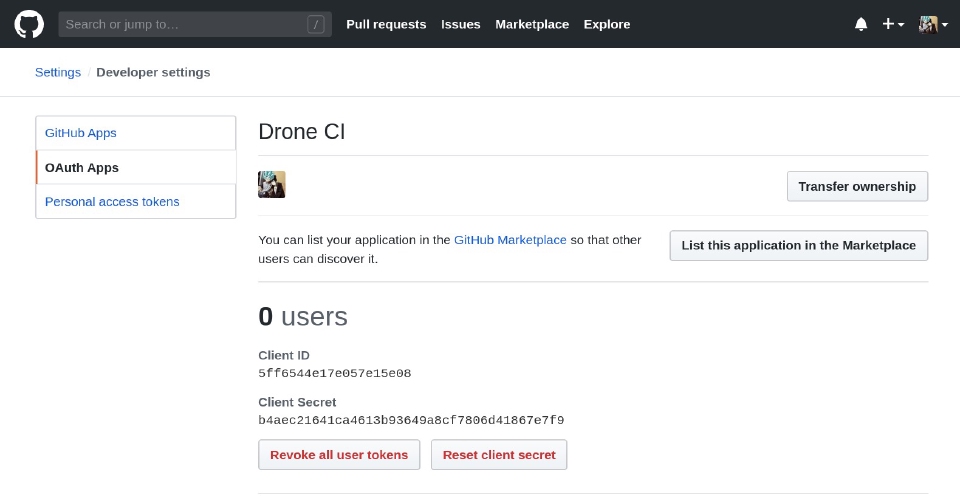 Search or jump to… /
Pull requests Issues Marketplace Explore
Settings / Developer settings
GitHub Apps
OAuth Apps
Personal access tokens
Drone CI
Transfer ownership
You can list your application in the GitHub Marketplace so that other
users can discover it.
List this application in the Marketplace
0 users
Client ID
5ff6544e17e057e15e08
Client Secret
b4aec21641ca4613b93649a8cf7806d41867e7f9
Revoke all user tokens
Reset client secret